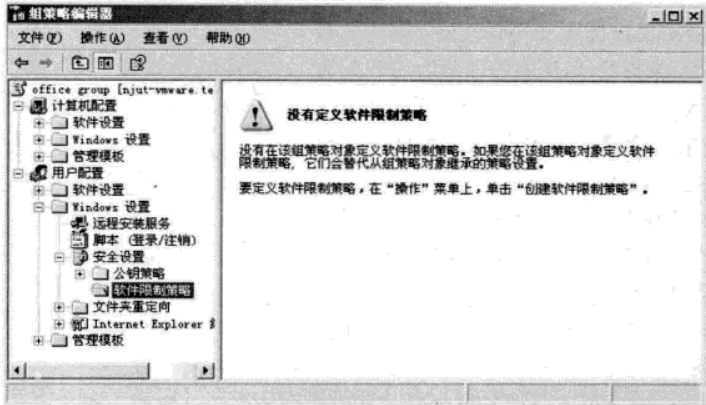 组策略编辑器
文件(F) 操作(A) 查看(V) 帮助(H)
office group [njut-vmware.te
计算机配置
软件设置
Windows 设置
管理模板
用户配置
软件设置
Windows 设置
远程安装服务
脚本 (登录/注销)
安全设置
公钥策略
软件限制策略
文件夹重定向
Internet Explorer 
管理模板
没有定义软件限制策略
没有在该组策略对象定义软件限制策略。如果您在该组策略对象定义软件
限制策略，它们会替代从组策略对象继承的策略设置。
要定义软件限制策略，在“操作”菜单上，单击“创建软件限制策略”。